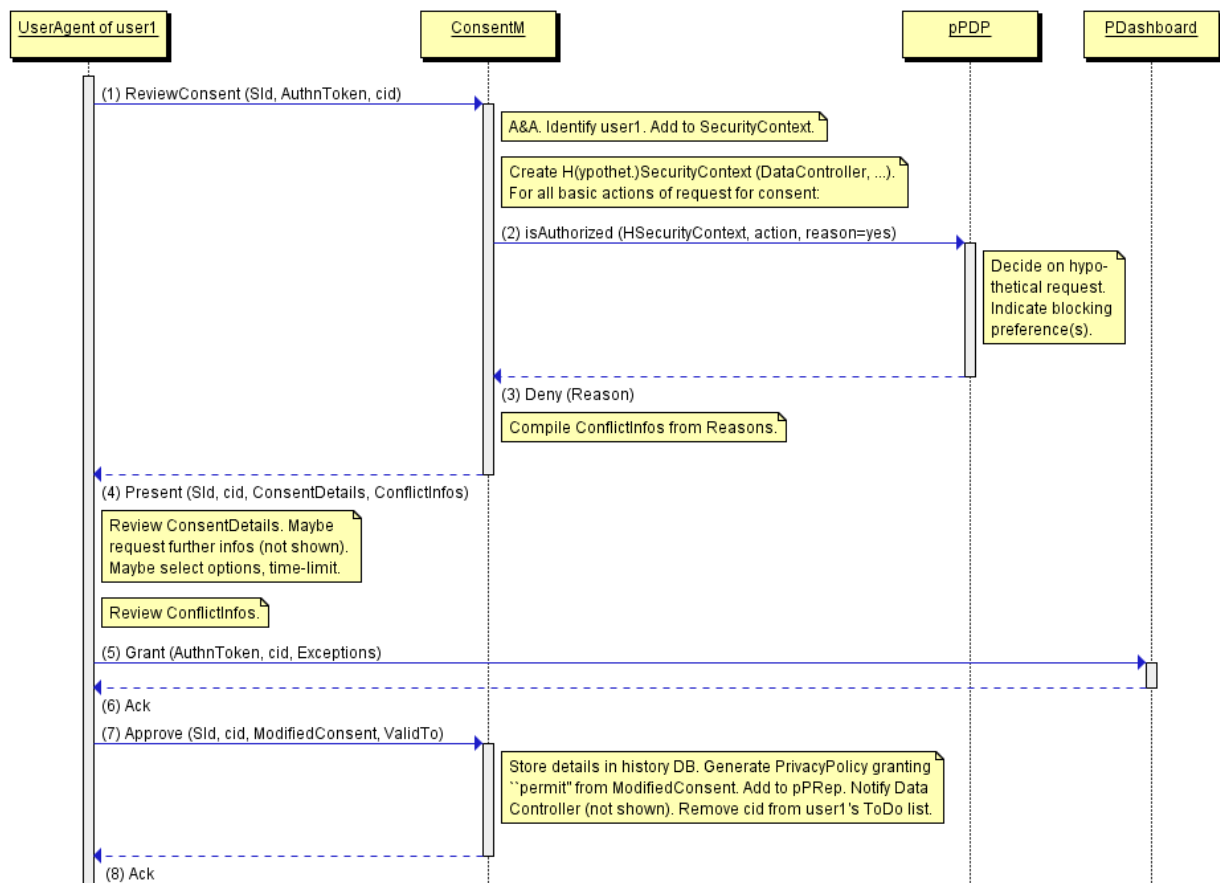 UserAgent of user1
ConsentM
pPDP
PDashboard
(1) ReviewConsent (SId, AuthnToken, cid)
A&A. Identify user1. Add to SecurityContext.
Create H(ypothet.)SecurityContext (DataController, ...).
For all basic actions of request for consent:
(2) isAuthorized (HSecurityContext, action, reason=yes)
Decide on hypo-
thetical request.
Indicate blocking
preference(s).
(3) Deny (Reason)
Compile ConflictInfos from Reasons.
(4) Present (SId, cid, ConsentDetails, ConflictInfos)
Review ConsentDetails. Maybe
request further infos (not shown).
Maybe select options, time-limit.
Review ConflictInfos.
(5) Grant (AuthnToken, cid, Exceptions)
(6) Ack
(7) Approve (SId, cid, ModifiedConsent, ValidTo)
Store details in history DB. Generate PrivacyPolicy granting
``permit'' from ModifiedConsent. Add to pPRep. Notify Data
Controller (not shown). Remove cid from user1's ToDo list.
(8) Ack